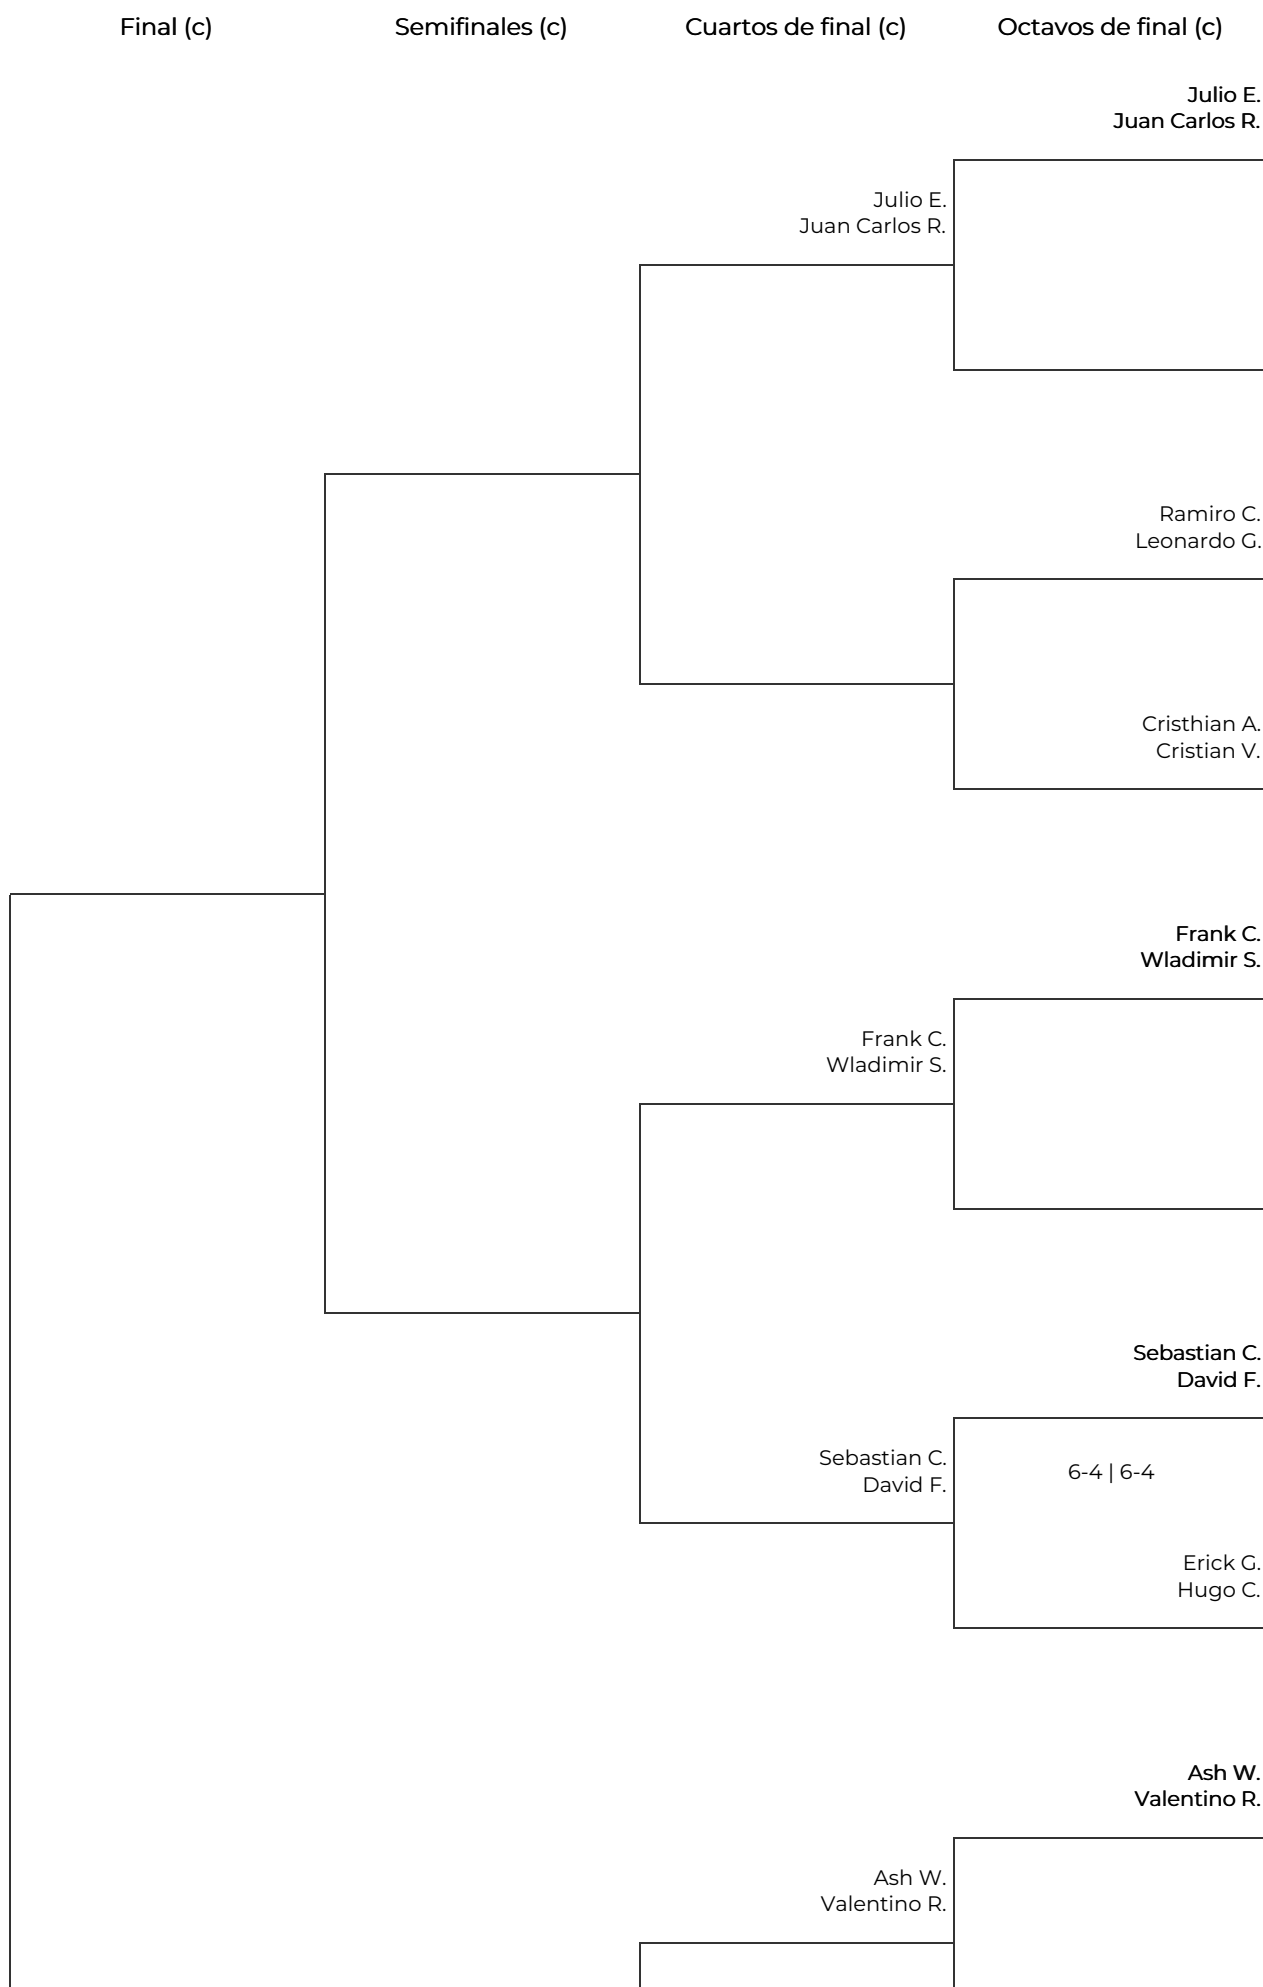 Final (c)
Semifinales (c)
Cuartos de final (c)
Octavos de final (c)
Julio E.
Juan Carlos R.
Julio E.
Juan Carlos R.
Ramiro C.
Leonardo G.
Cristhian A.
Cristian V.
Frank C.
Wladimir S.
Frank C.
Wladimir S.
Sebastian C.
David F.
Sebastian C.
David F.
6-4 | 6-4
Erick G.
Hugo C.
Ash W.
Valentino R.
Ash W.
Valentino R.